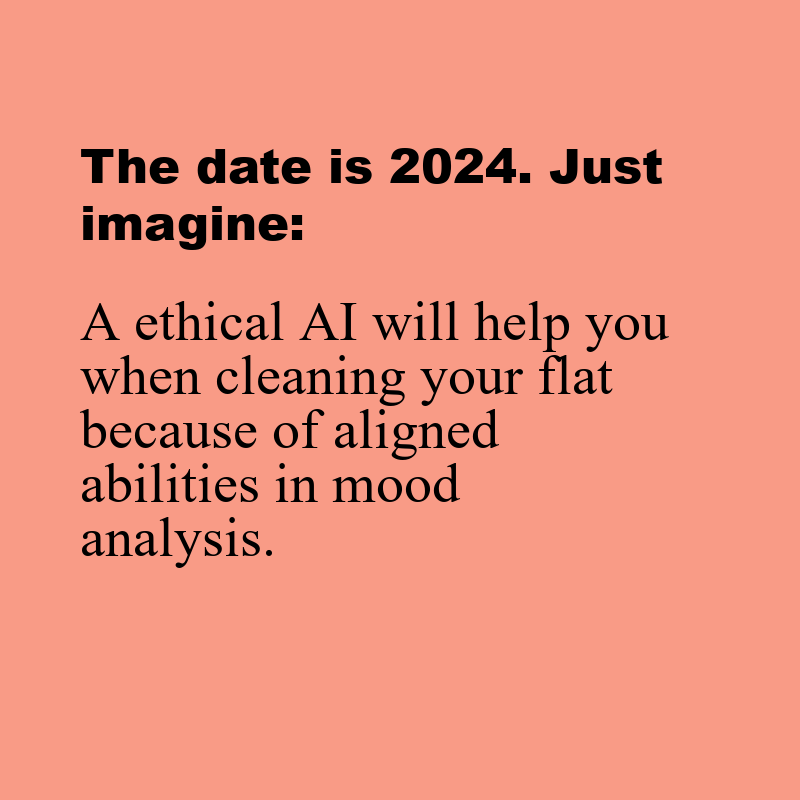 The date is 2024. Just
imagine:
A ethical AI will help you
when cleaning your flat
because of aligned
abilities in mood
analysis.